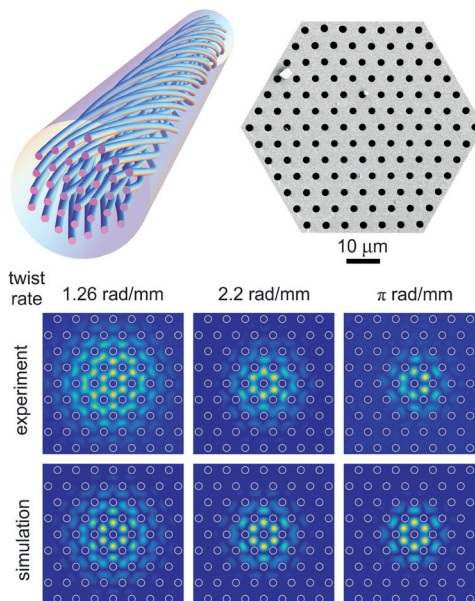 10 μm
twist
rate
1.26 rad/mm 2.2 rad/mm π rad/mm
experiment
simulation